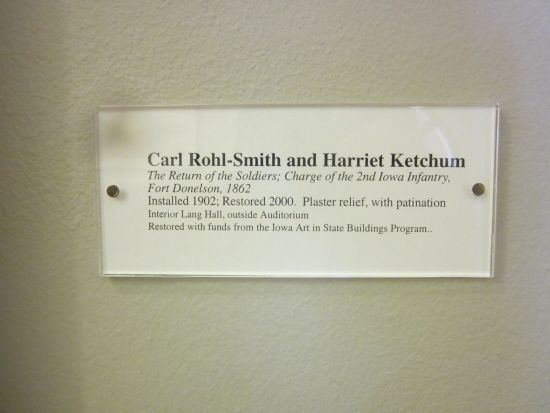 Carl Rohl-Smith and Harriet Ketchum
The Return of the Soldiers; Charge of the 2nd Iowa Infantry,
Fort Donelson, 1862
Installed 1902; Restored 2000. Plaster relief, with patination
Interior Lang Hall, outside Auditorium
Restored with funds from the Iowa Art in State Buildings Program..